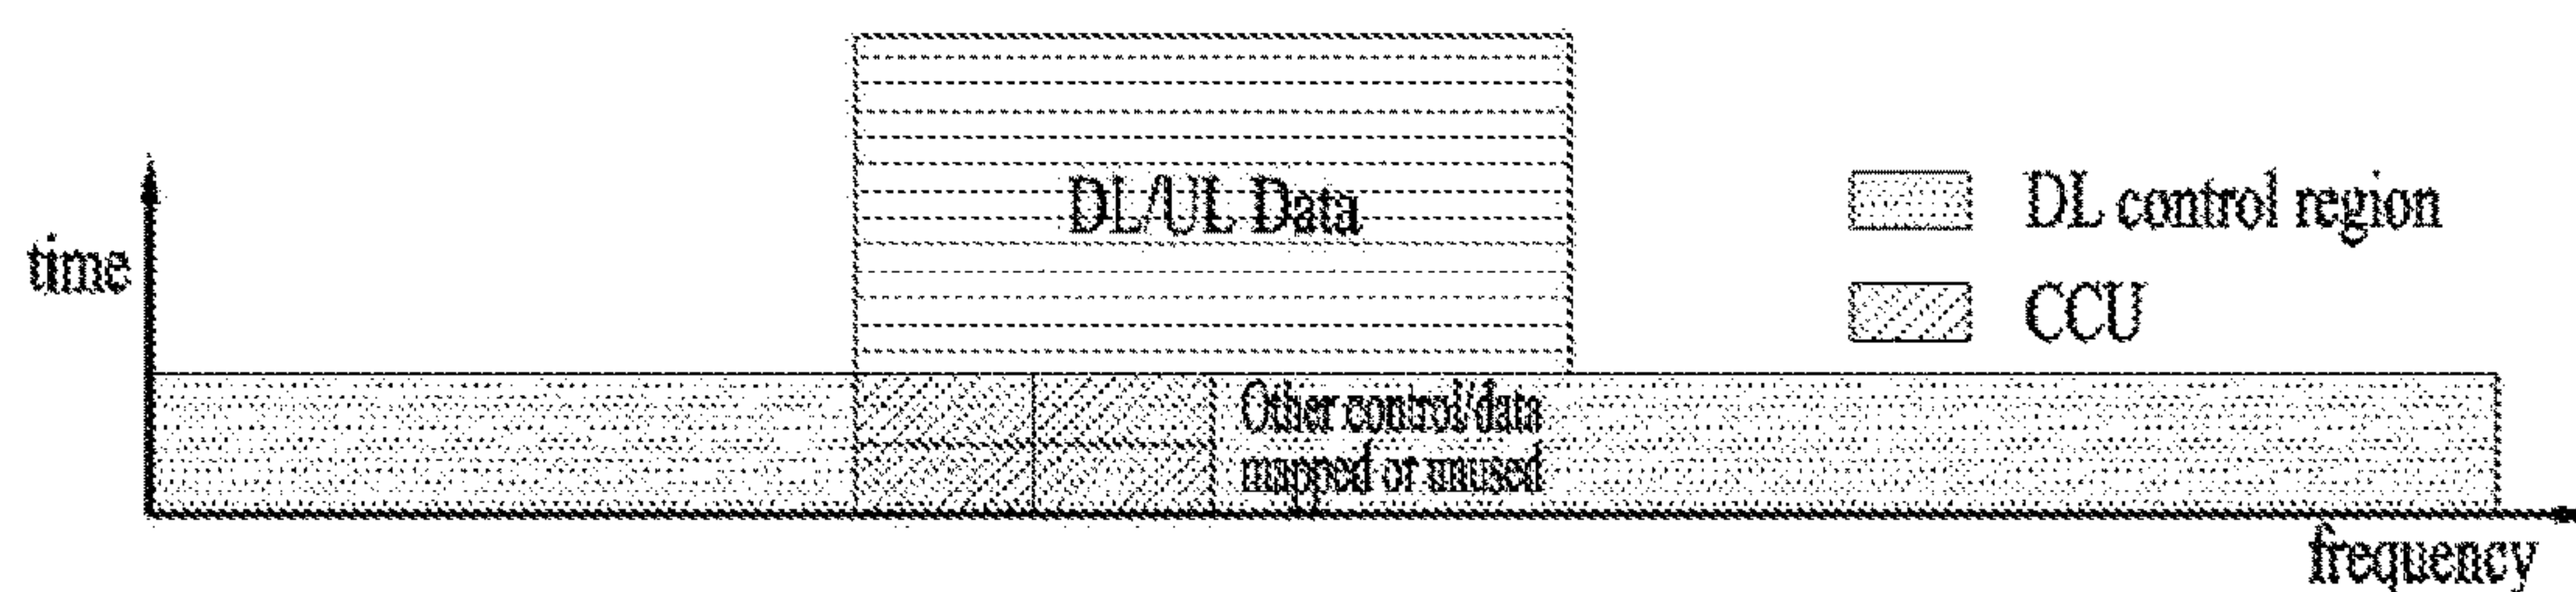 DL/UL Data
DL control region
time
CCU
Other control/data
mapped or unused
frequency